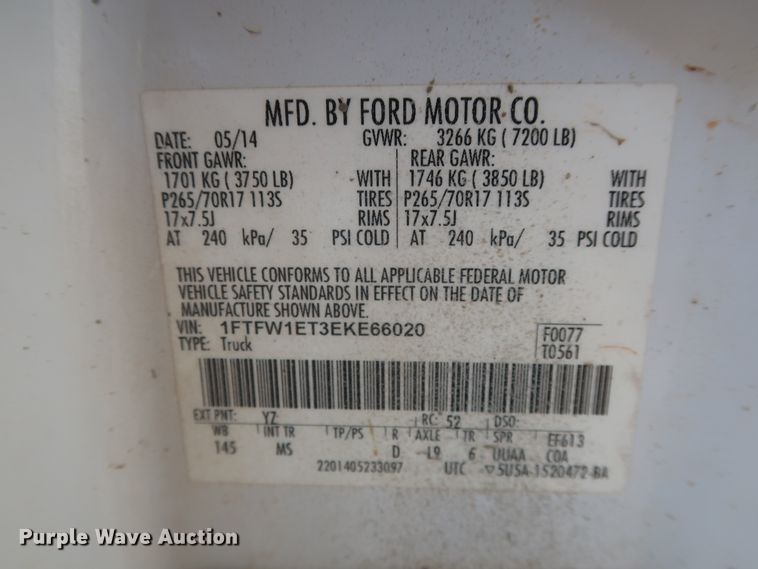 MFD. BY FORD MOTOR CO.
DATE: 05/14 GVWR: 3266 KG ( 7200 LB)
FRONT GAWR: REAR GAWR:
1701 KG ( 3750 LB) WITH 1746 KG ( 3850 LB) WITH
P265/70R17 113S TIRES P265/70R17 113S TIRES
17x7.5J RIMS 17x7.5J RIMS
AT 240 kPa/ 35 PSI COLD AT 240 kPa/ 35 PSI COLD
THIS VEHICLE CONFORMS TO ALL APPLICABLE FEDERAL MOTOR
VEHICLE SAFETY STANDARDS IN EFFECT ON THE DATE OF
MANUFACTURE SHOWN ABOVE.
VIN: 1FTFW1ET3EKE66020 F0077
TYPE: Truck T0561
EXT PNT: YZ RC: 52 DSO:
WB INT TR TP/PS R AXLE TR SPR EF613
145 MS D L9 6 UUAA COA
2201405233097 UTC ▽5U5A-1520472-BA
Purple Wave Auction